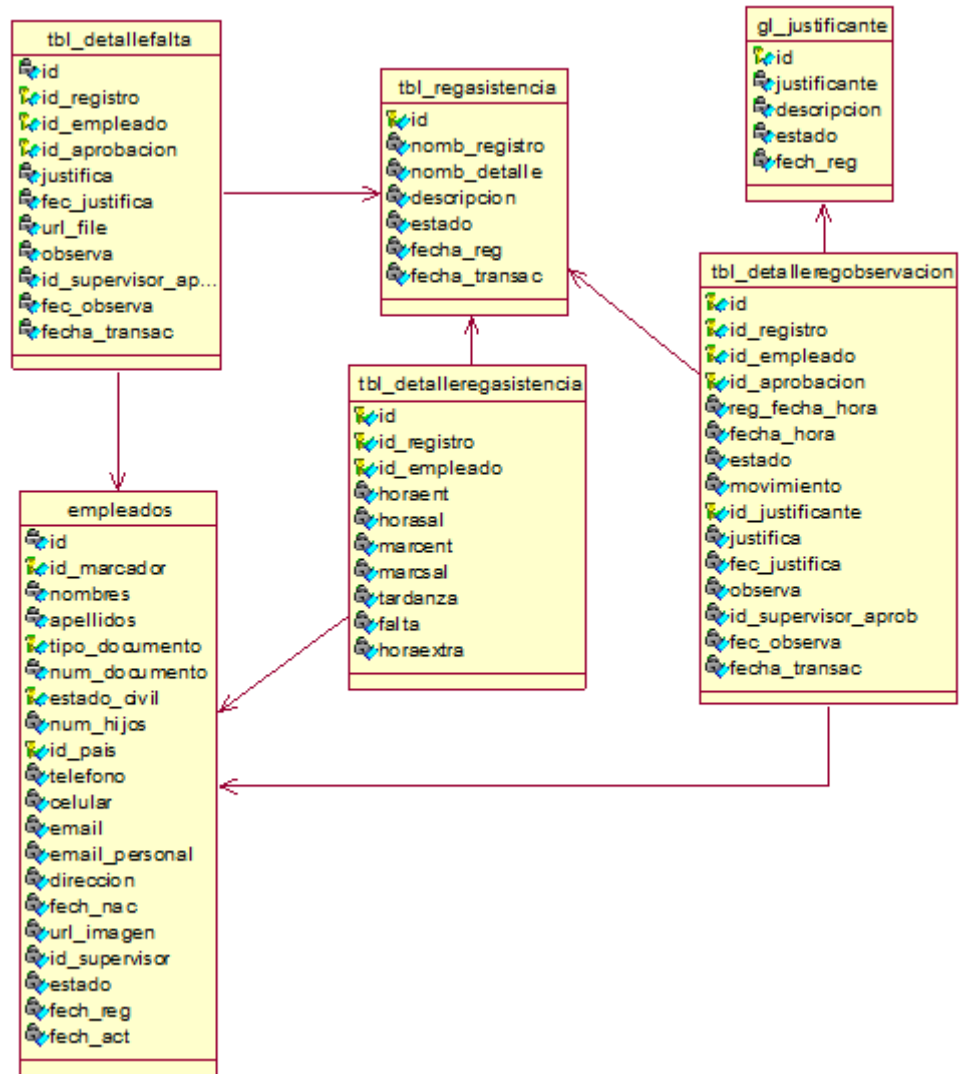 tbl_detallefalta
id
id_registro
id_empleado
id_aprobacion
justifica
fec_justifica
url_file
observa
id_supervisor_ap...
fec_observa
fecha_transac
tbl_regasistencia
id
nomb_registro
nomb_detalle
descripcion
estado
fecha_reg
fecha_transac
gl_justificante
id
justificante
descripcion
estado
fech_reg
tbl_detalleregasistencia
id
id_registro
id_empleado
horaent
horasal
marcent
marcsal
tardanza
falta
horaextra
tbl_detalleregobservacion
id
id_registro
id_empleado
id_aprobacion
reg_fecha_hora
fecha_hora
estado
movimiento
id_justificante
justifica
fec_justifica
observa
id_supervisor_aprob
fec_observa
fecha_transac
empleados
id
id_marcador
nombres
apellidos
tipo_documento
num_documento
estado_civil
num_hijos
id_pais
telefono
celular
email
email_personal
direccion
fech_nac
url_imagen
id_supervisor
estado
fech_reg
fech_act